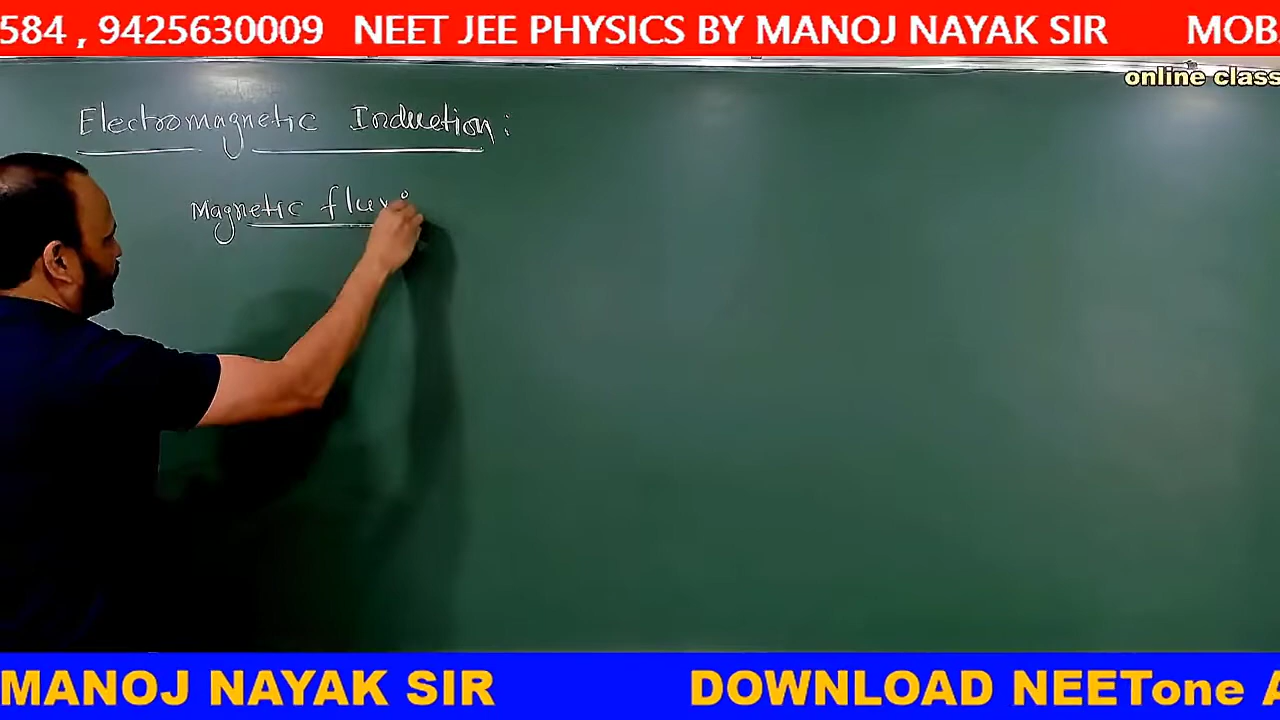 584 , 9425630009 NEET JEE PHYSICS BY MANOJ NAYAK SIR MOB
online class
Electromagnetic Induction:
Magnetic flux:
MANOJ NAYAK SIR DOWNLOAD NEETone A